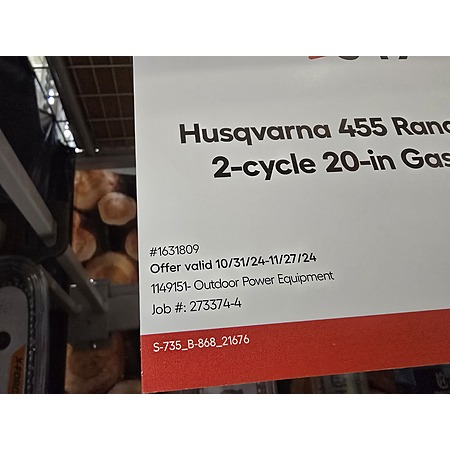 Husqvarna 455 Ranc
2-cycle 20-in Gas
#1631809
Offer valid 10/31/24-11/27/24
1149151- Outdoor Power Equipment
Job #: 273374-4
S-735_B-868_21676